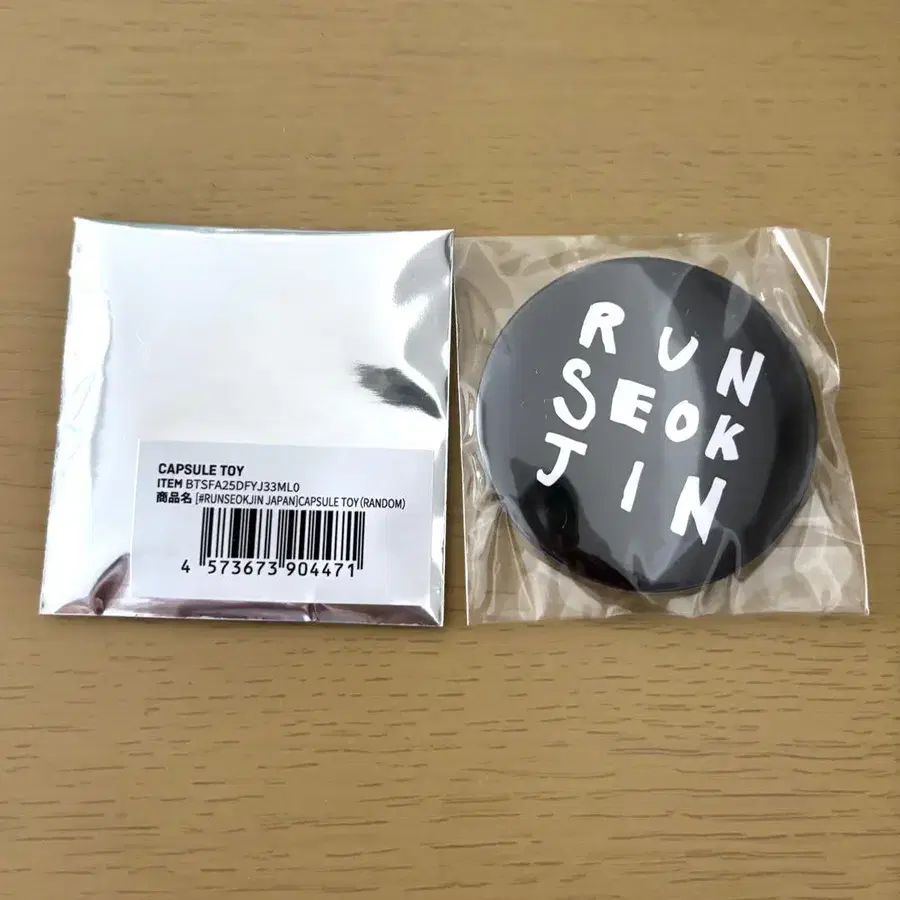 CAPSULE TOY
ITEM BTSFA25DFYJ33ML0
商品名 [#RUNSEOKJIN JAPAN]CAPSULE TOY(RANDOM)
4 573673 904471
RUN
SEOK
JIN